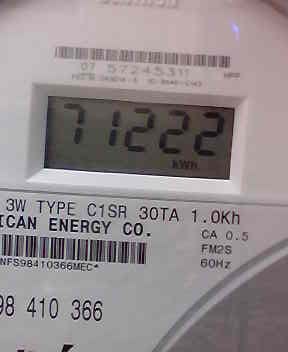 07 57245311
71222
kWh
3W TYPE C1SR 30TA 1.0Kh
ICAN ENERGY CO.
CA 0.5
FM2S
60Hz
NFS98410366MEC*
98 410 366